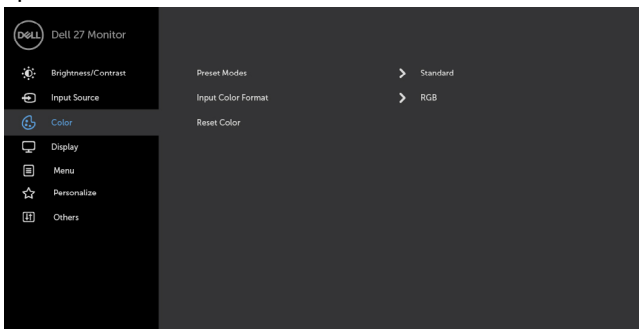 DELL Dell 27 Monitor
Brightness/Contrast Preset Modes Standard
Input Source Input Color Format RGB
Color Reset Color
Display
Menu
Personalize
Others